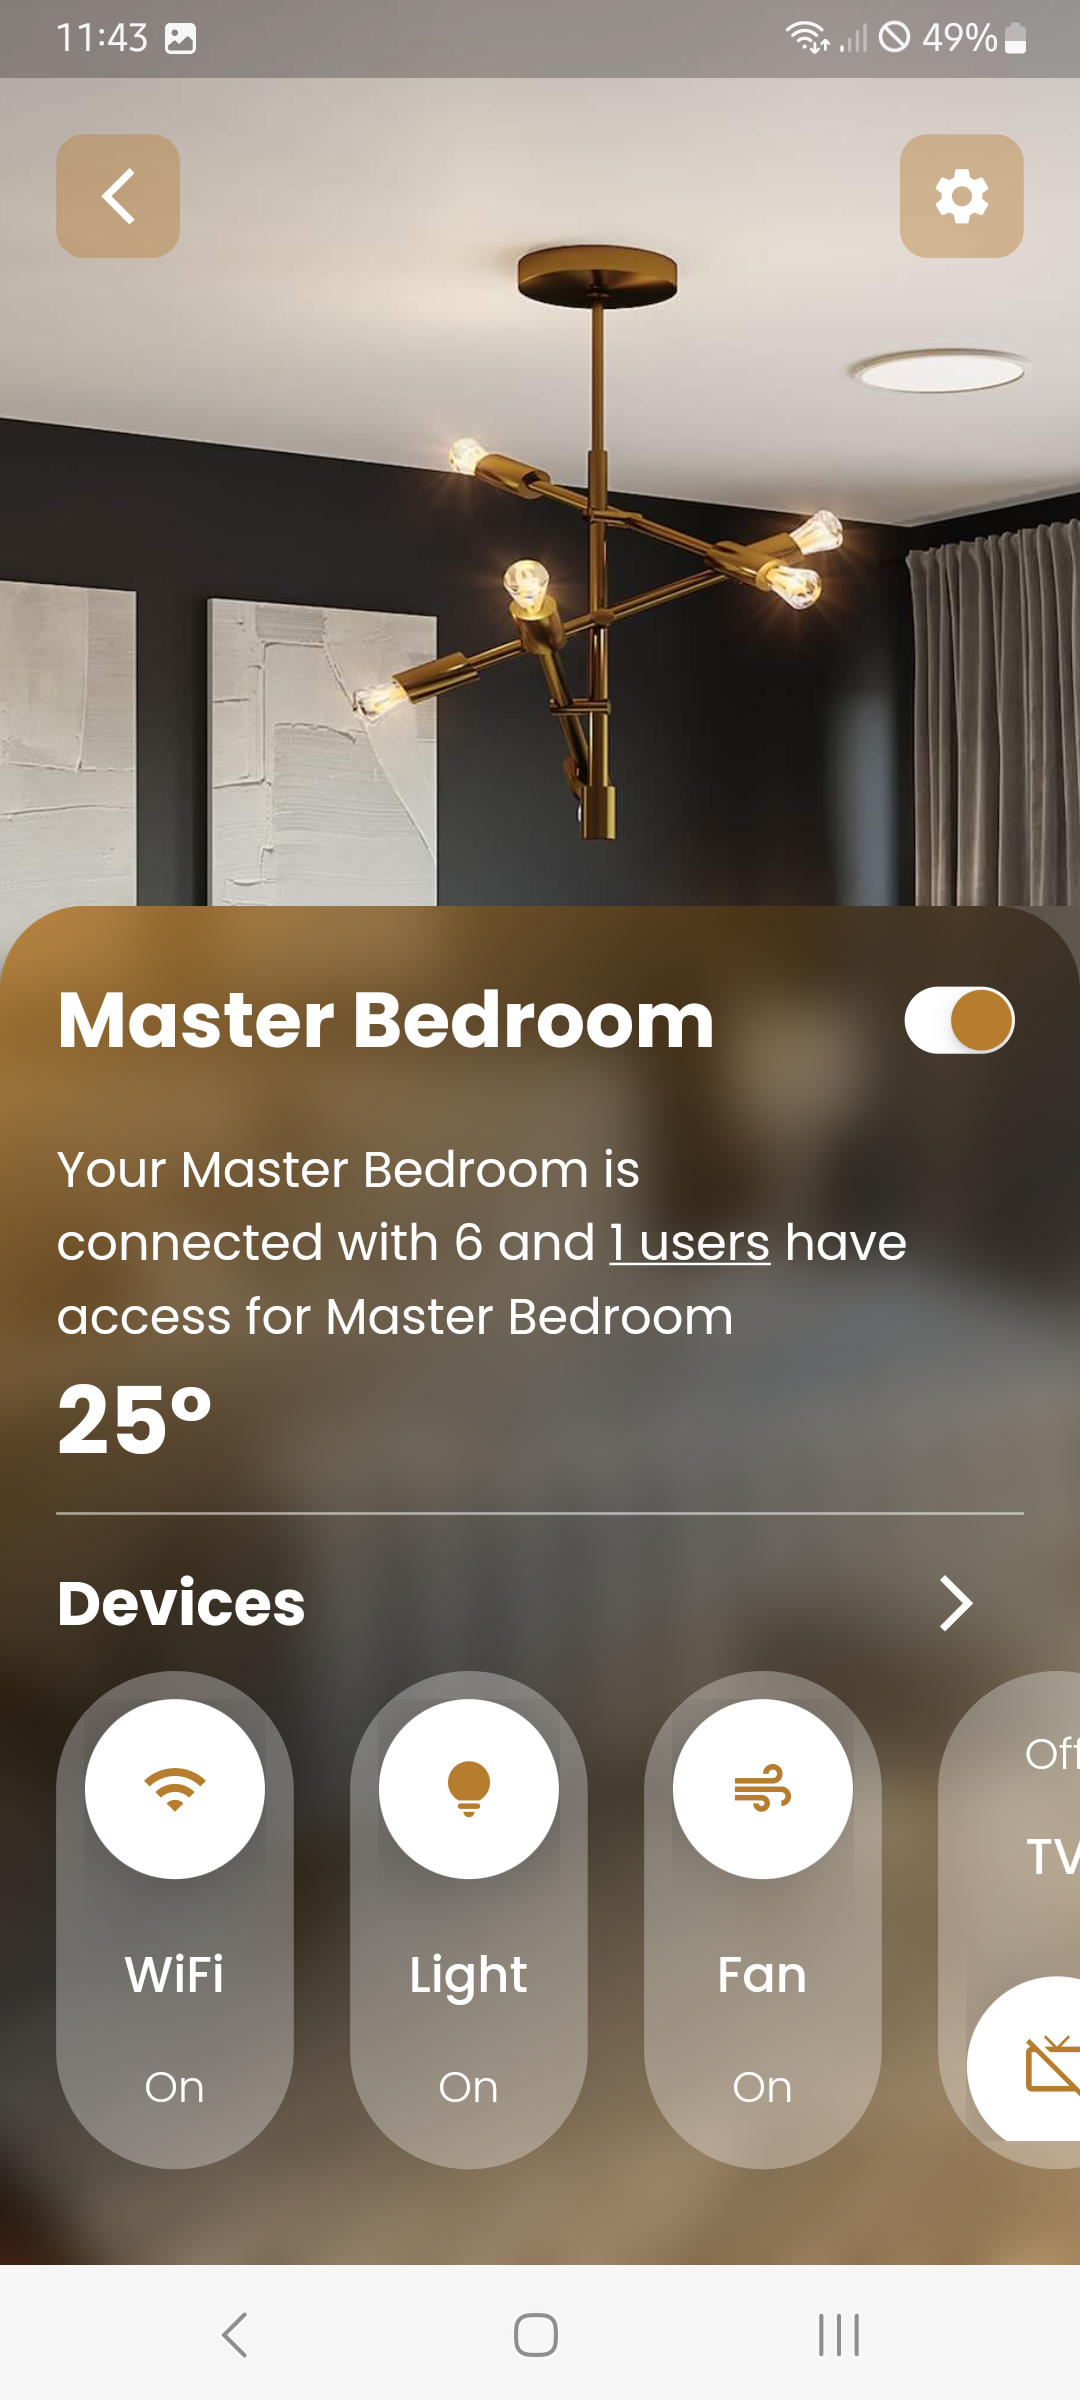 11:43
49%
Master Bedroom
Your Master Bedroom is
connected with 6 and 1 users have
access for Master Bedroom
25°
Devices
Off
TV
WiFi
Light
Fan
On
On
On